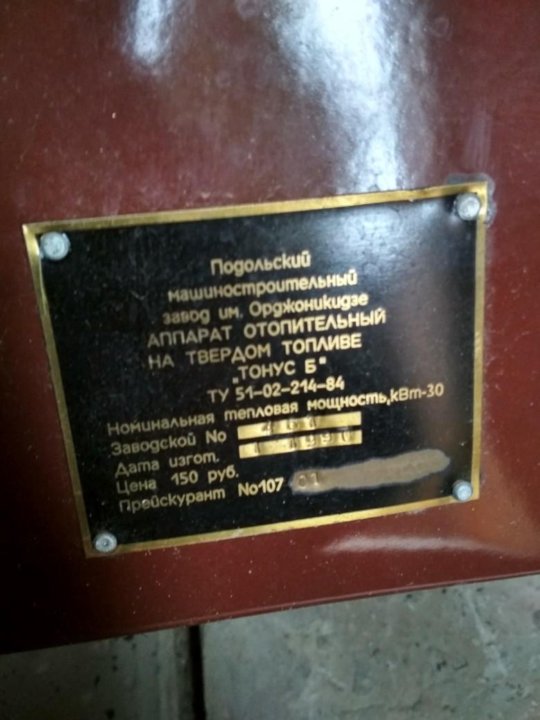 Подольский
машиностроительный
завод им. Орджоникидзе
АППАРАТ ОТОПИТЕЛЬНЫЙ
НА ТВЕРДОМ ТОПЛИВЕ
"ТОНУС Б"
ТУ 51-02-214-84
Номинальная тепловая мощность,кВт-30
Заводской No
Дата изгот.
Цена 150 руб.
Прейскурант No107